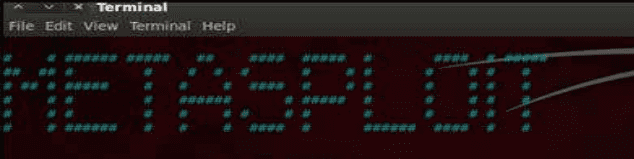 Terminal
File Edit View Terminal Help
METASPLOIT